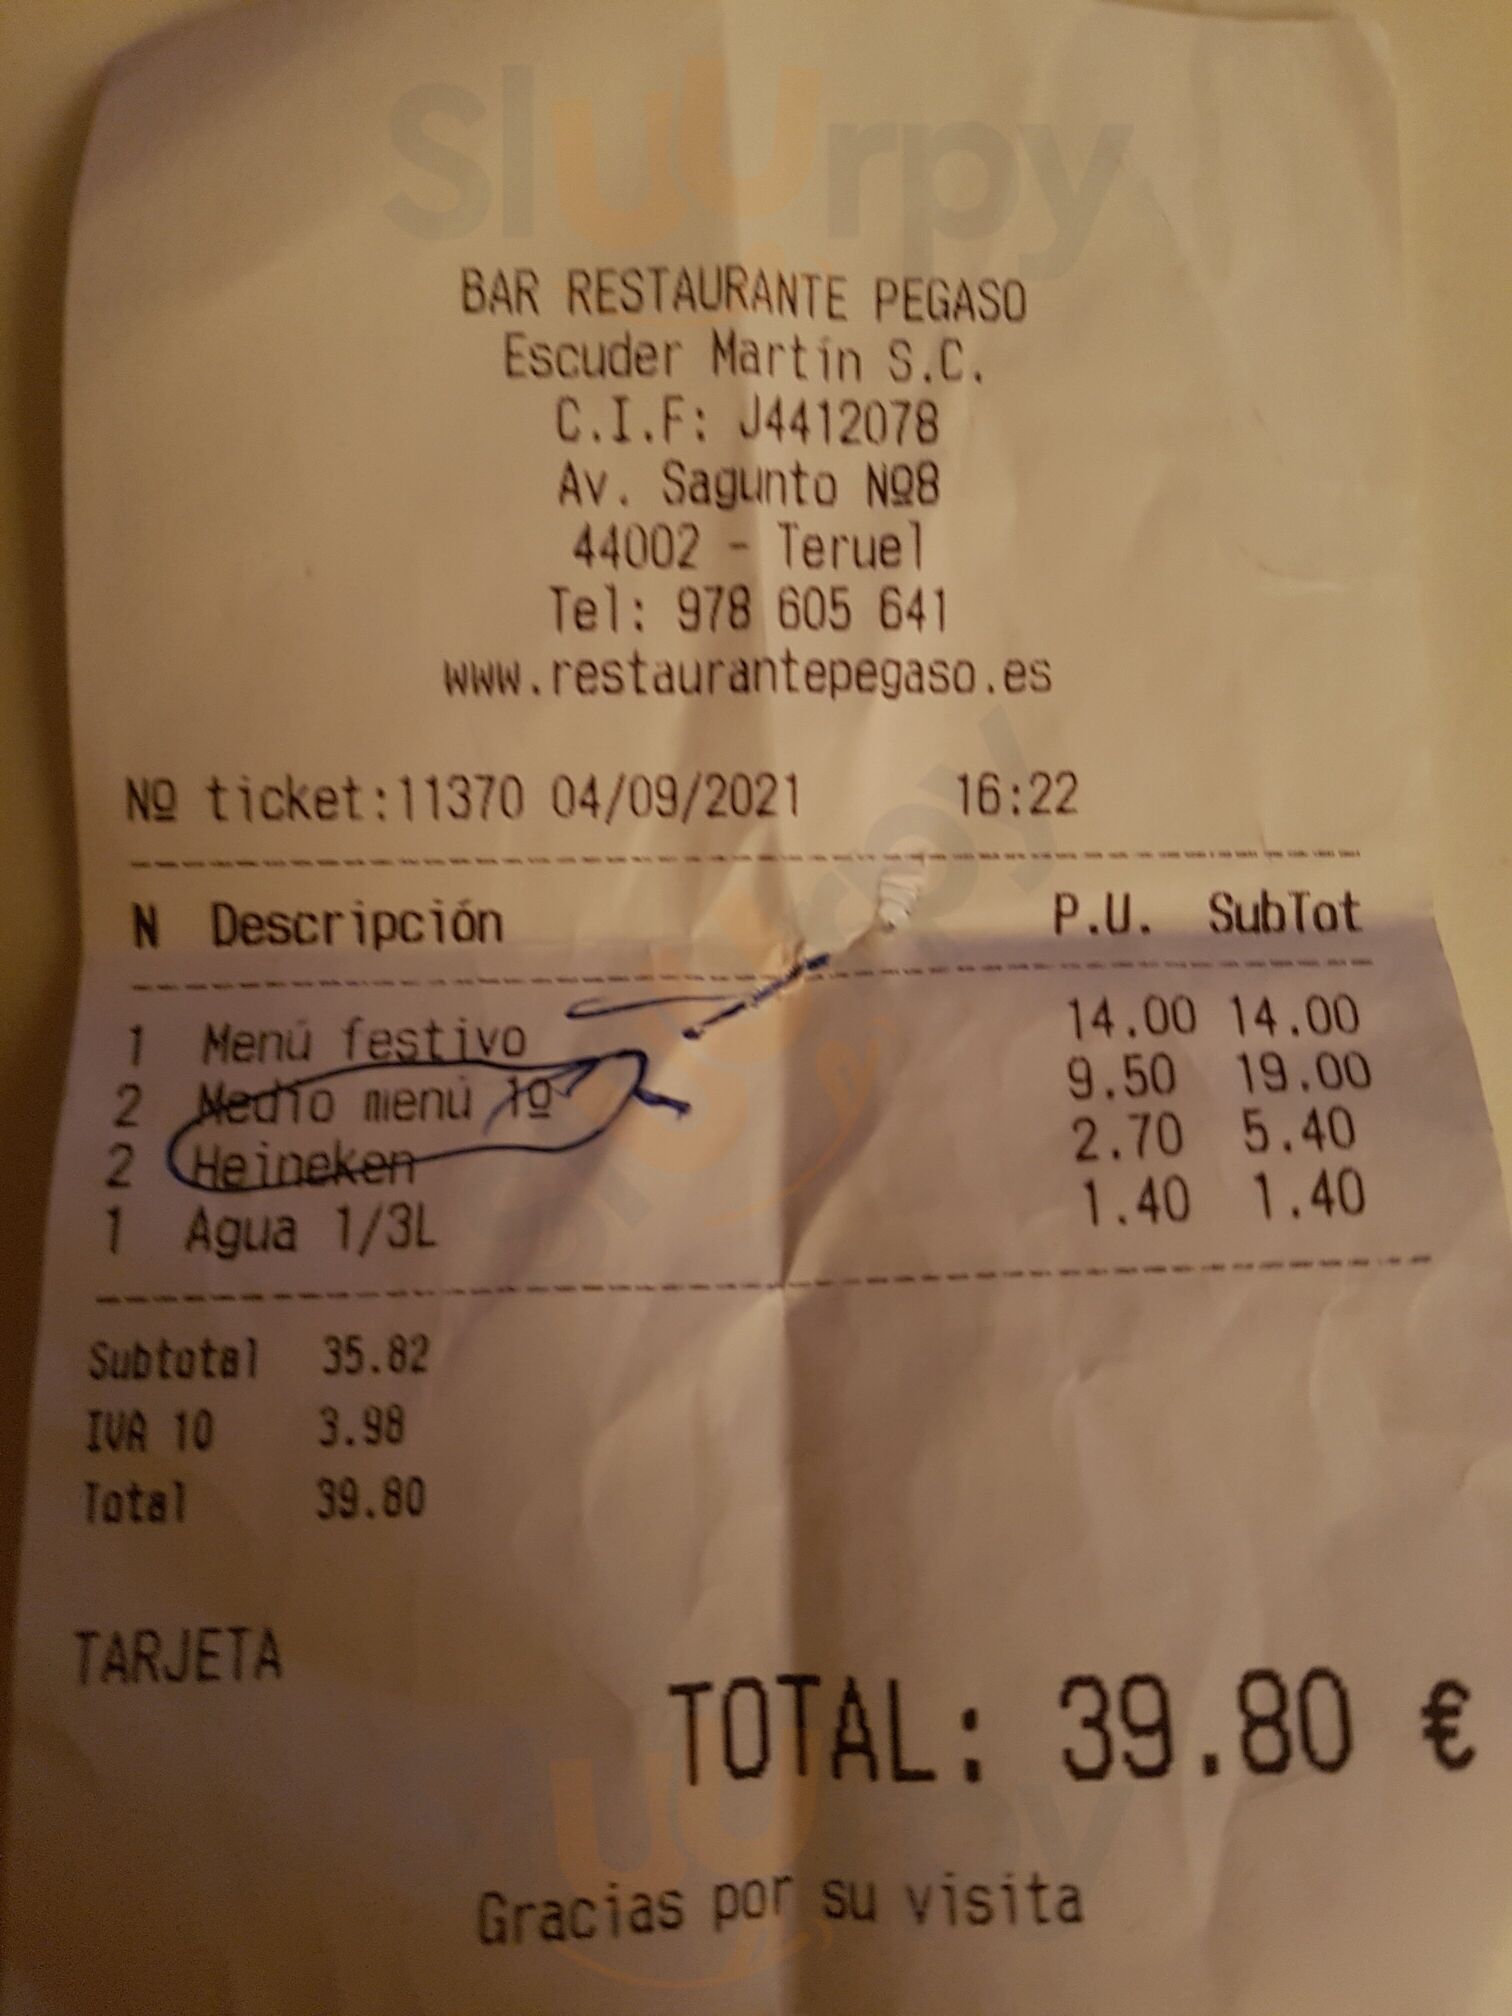 Sluurpy
BAR RESTAURANTE PEGASO
Escuder Martín S.C.
C.I.F: J4412078
Av. Sagunto Nº8
44002 - Teruel
Tel: 978 605 641
www.restaurantepegaso.es
Nº ticket:11370 04/09/2021 16:22
N Descripción P.U. SubTot
1 Menú festivo 14.00 14.00
2 Medio menú 1º 9.50 19.00
2 Heineken 2.70 5.40
1 Agua 1/3L 1.40 1.40
Sluurpy
Subtotal 35.82
IVA 10 3.98
Total 39.80
TARJETA
TOTAL: 39.80 €
Sluurpy
Gracias por su visita